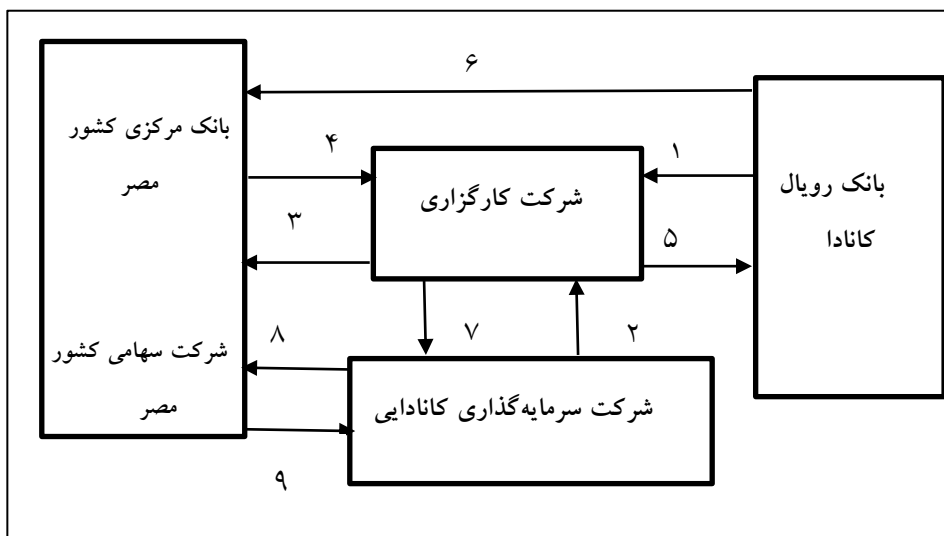 ۶
بانک مرکزی کشور
مصر
۴
۱
شرکت کارگزاری
بانک رویال
کانادا
۳
۵
۸
۷
۲
شرکت سهامی کشور
مصر
شرکت سرمایه‌گذاری کانادایی
۹